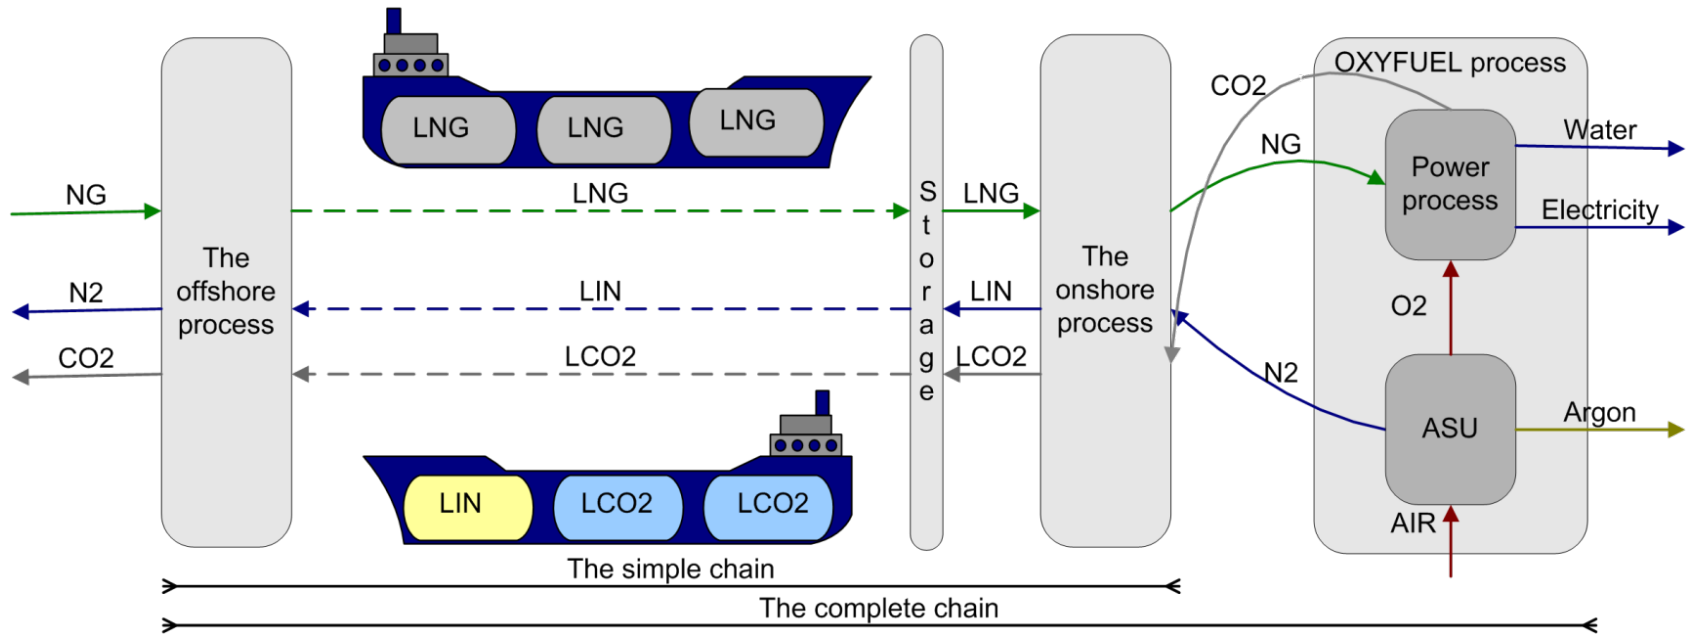 OXYFUEL process
CO2
LNG
LNG
LNG
NG
Water
Power
process
NG
LNG
LNG
Electricity
S
t
o
r
a
g
e
The
offshore
process
The
onshore
process
N2
LIN
LIN
O2
CO2
LCO2
LCO2
N2
Argon
ASU
LIN
LCO2
LCO2
AIR
The simple chain
The complete chain